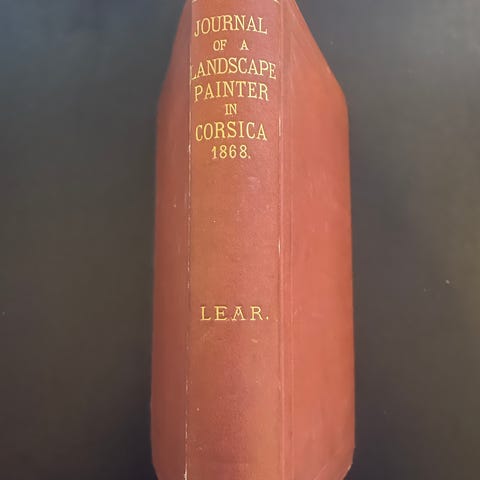 JOURNAL
OF A
LANDSCAPE
PAINTER
IN
CORSICA
1868.
LEAR.